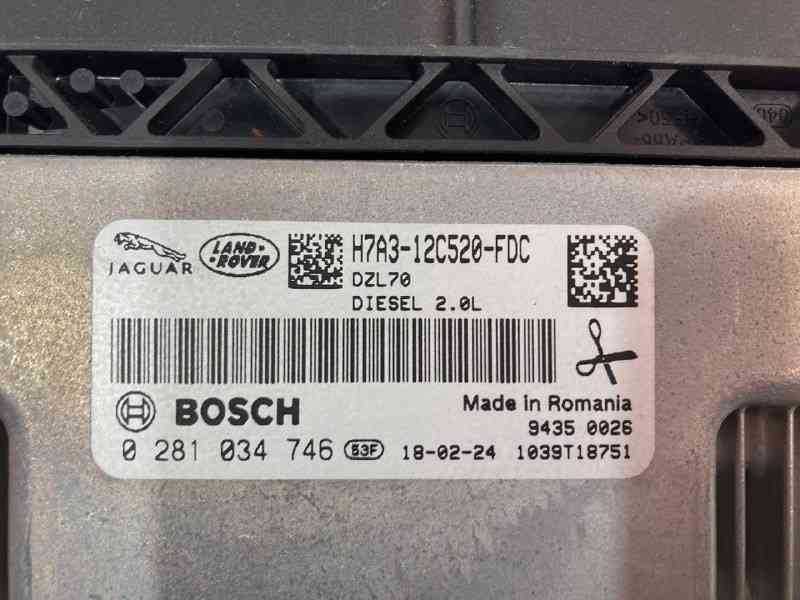 JAGUAR
LAND-
-ROVER
H7A3-12C520-FDC
DZL70
DIESEL 2.0L
BOSCH
Made in Romania
9435 0026
0 281 034 746 53F 18-02-24 1039T18751